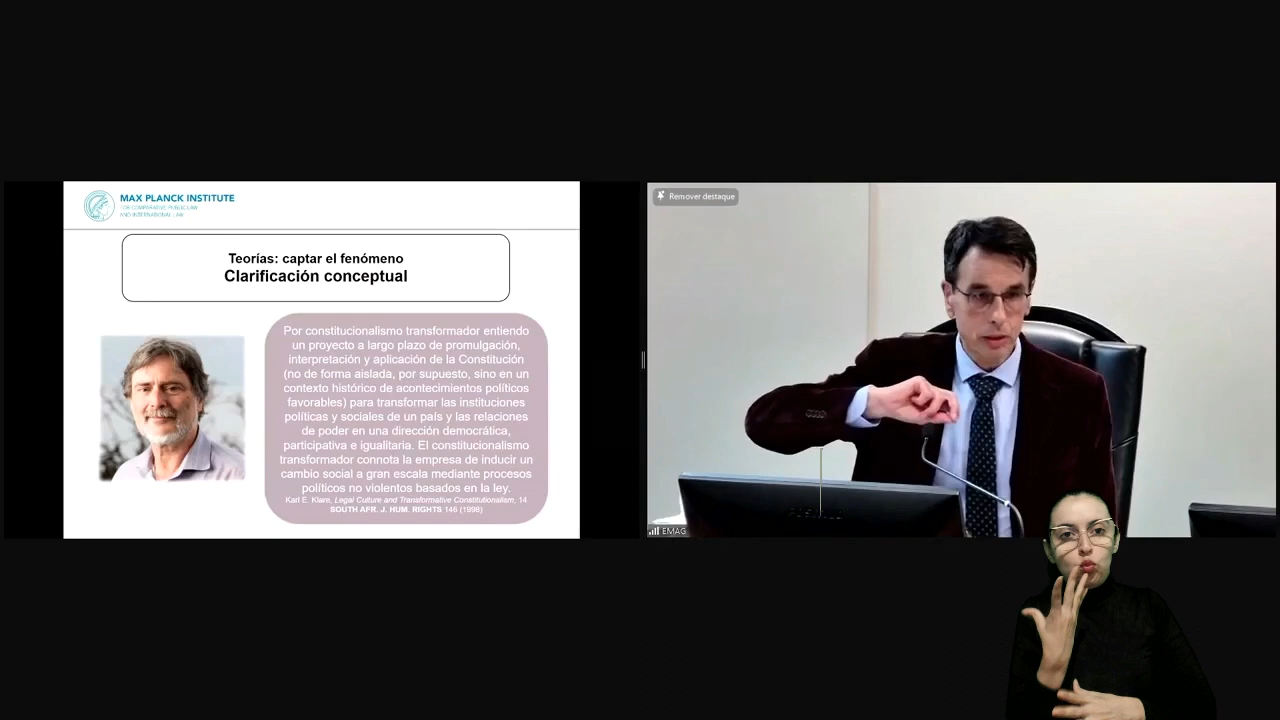 MAX PLANCK INSTITUTE
FOR COMPARATIVE PUBLIC LAW
AND INTERNATIONAL LAW
Teorías: captar el fenómeno
Clarificación conceptual
Por constitucionalismo transformador entiendo
un proyecto a largo plazo de promulgación,
interpretación y aplicación de la Constitución
(no de forma aislada, por supuesto, sino en un
contexto histórico de acontecimientos políticos
favorables) para transformar las instituciones
políticas y sociales de un país y las relaciones
de poder en una dirección democrática,
participativa e igualitaria. El constitucionalismo
transformador connota la empresa de inducir un
cambio social a gran escala mediante procesos
políticos no violentos basados en la ley.
Karl E. Klare, Legal Culture and Transformative Constitutionalism, 14
SOUTH AFR. J. HUM. RIGHTS 146 (1998)
Remover destaque
EMAG